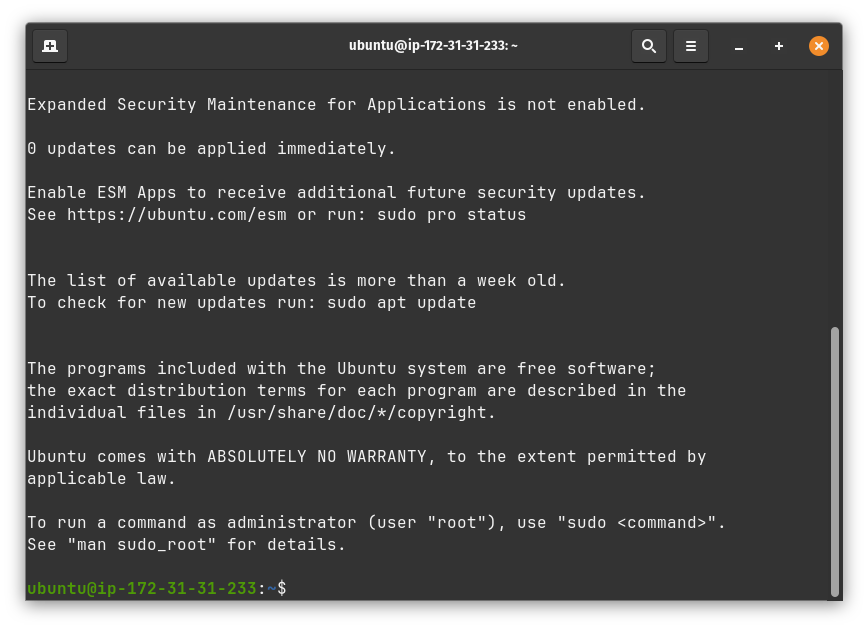 ubuntu@ip-172-31-31-233: ~
Expanded Security Maintenance for Applications is not enabled.
0 updates can be applied immediately.
Enable ESM Apps to receive additional future security updates.
See https://ubuntu.com/esm or run: sudo pro status
The list of available updates is more than a week old.
To check for new updates run: sudo apt update
The programs included with the Ubuntu system are free software;
the exact distribution terms for each program are described in the
individual files in /usr/share/doc/*/copyright.
Ubuntu comes with ABSOLUTELY NO WARRANTY, to the extent permitted by
applicable law.
To run a command as administrator (user "root"), use "sudo <command>".
See "man sudo_root" for details.
ubuntu@ip-172-31-31-233:~$